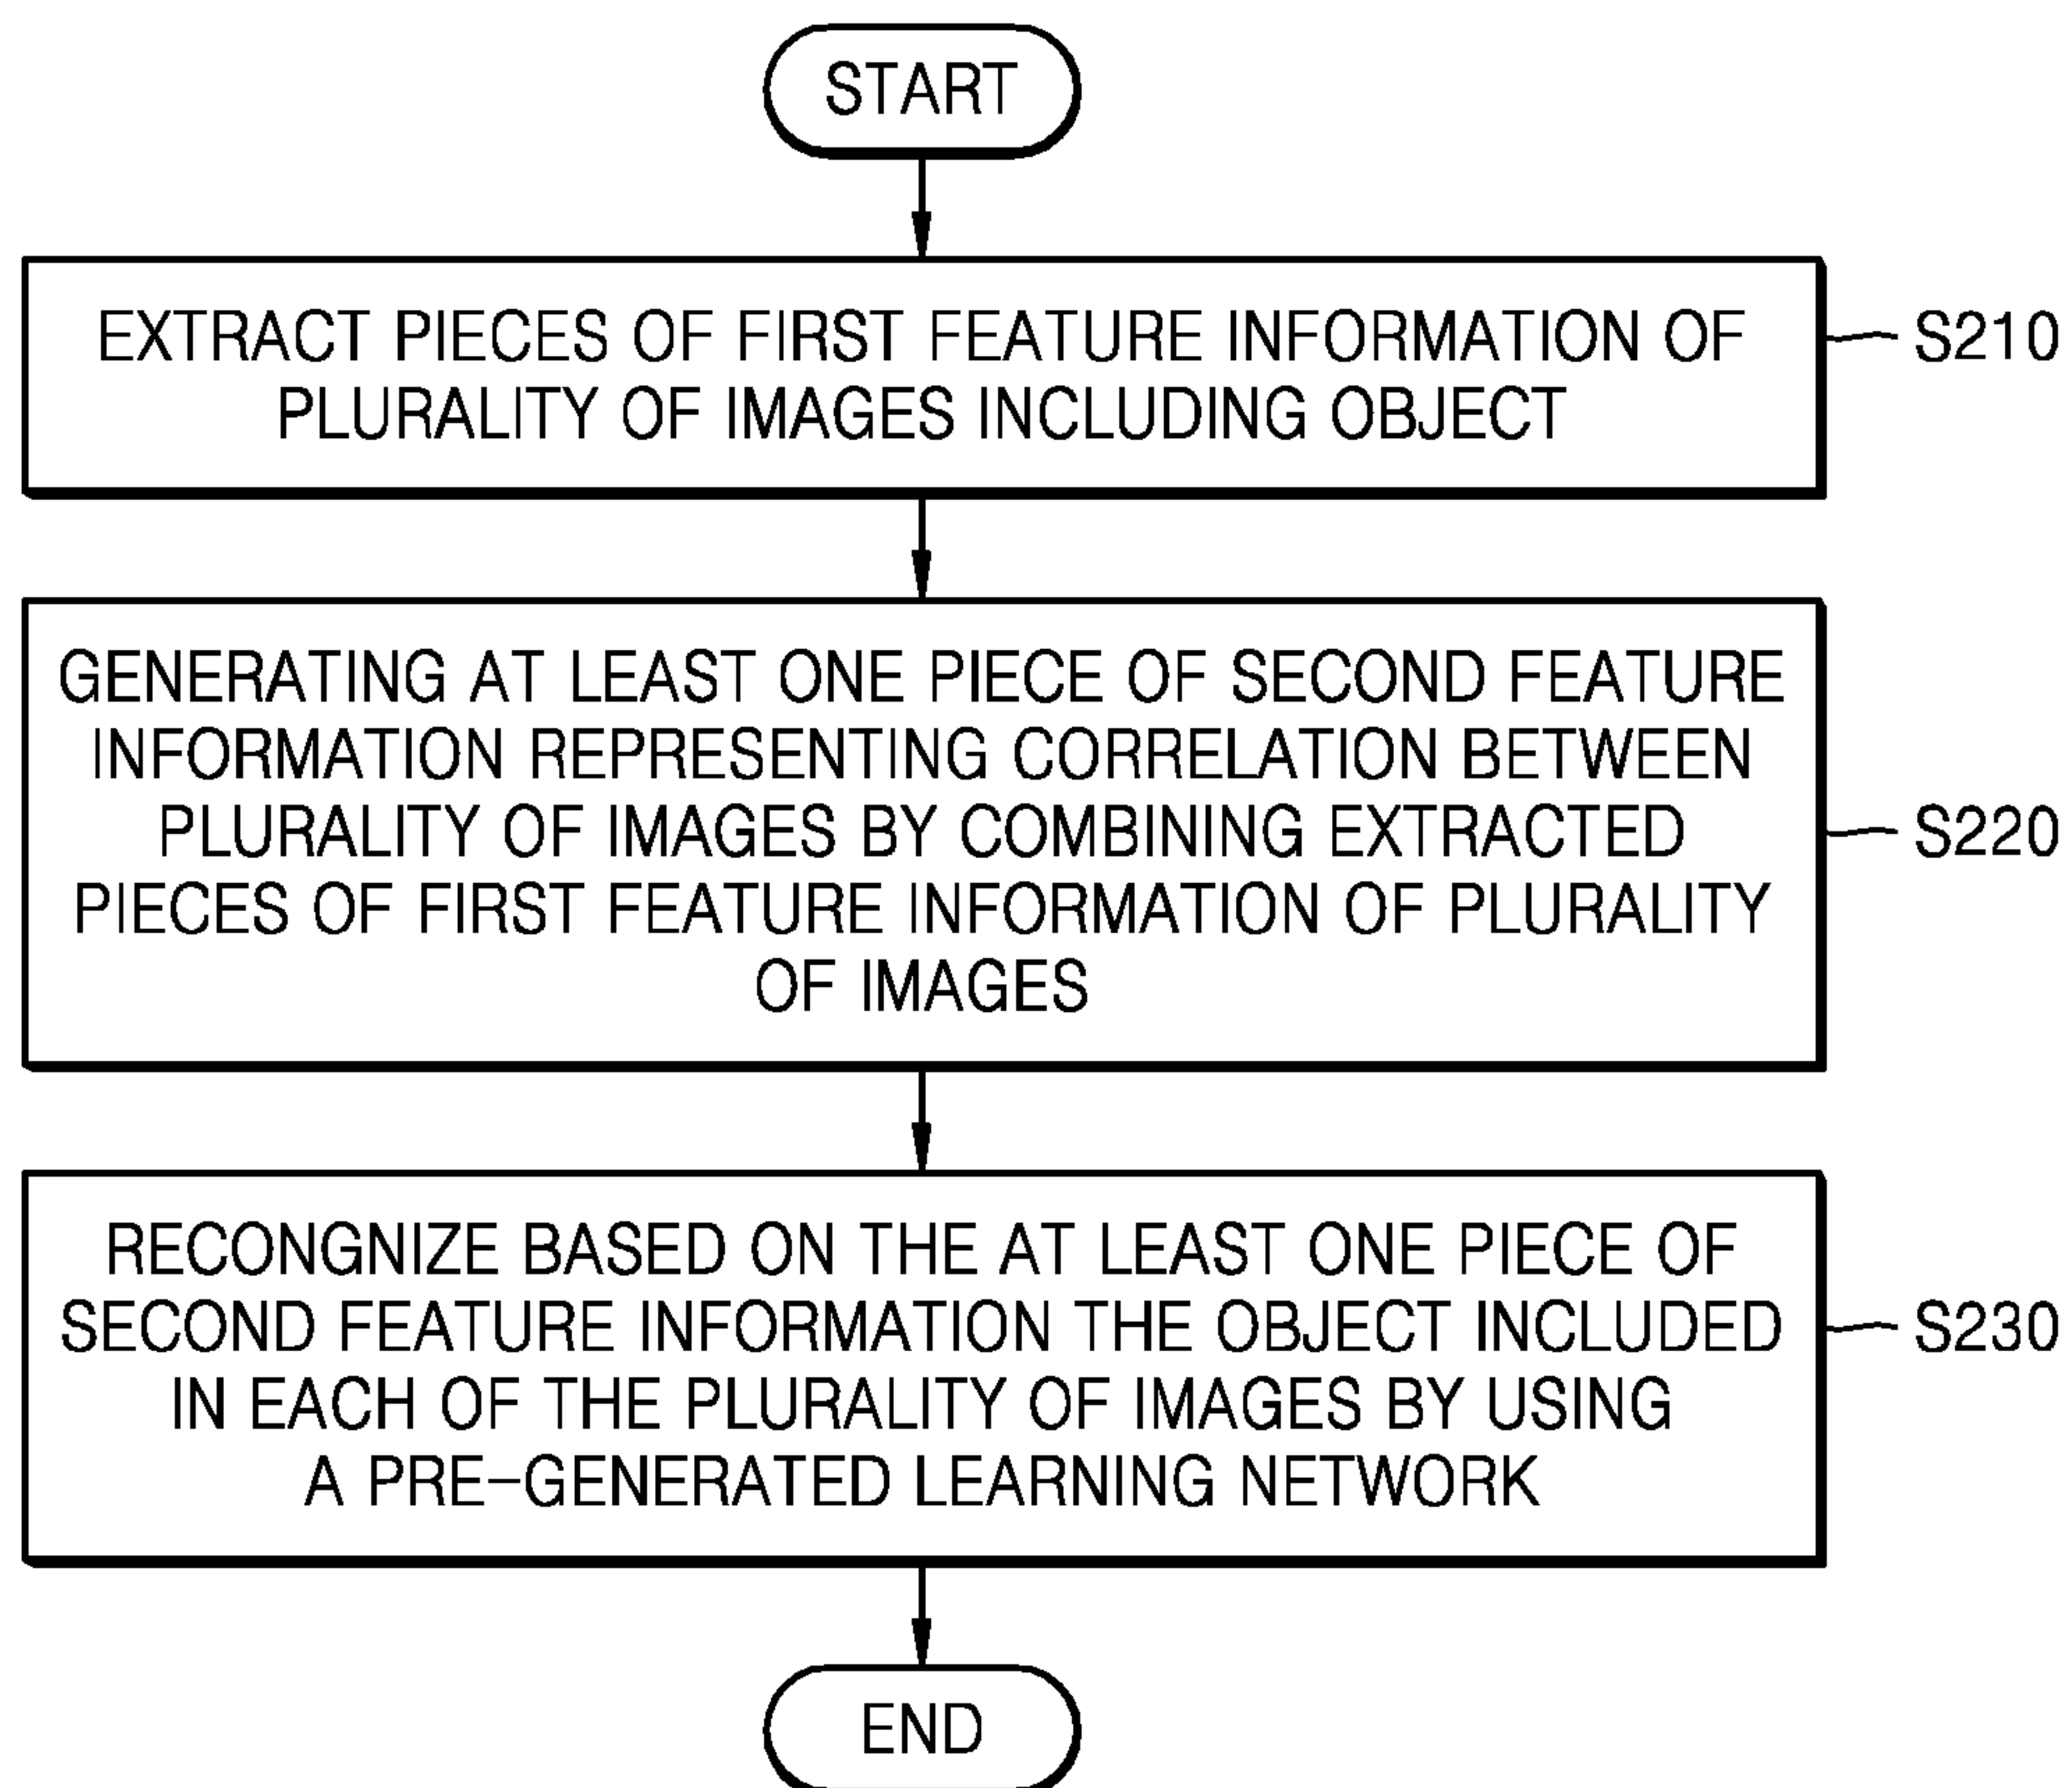 START
EXTRACT PIECES OF FIRST FEATURE INFORMATION OF
PLURALITY OF IMAGES INCLUDING OBJECT
S210
GENERATING AT LEAST ONE PIECE OF SECOND FEATURE
INFORMATION REPRESENTING CORRELATION BETWEEN
PLURALITY OF IMAGES BY COMBINING EXTRACTED
PIECES OF FIRST FEATURE INFORMATION OF PLURALITY
OF IMAGES
S220
RECONGNIZE BASED ON THE AT LEAST ONE PIECE OF
SECOND FEATURE INFORMATION THE OBJECT INCLUDED
IN EACH OF THE PLURALITY OF IMAGES BY USING
A PRE-GENERATED LEARNING NETWORK
S230
END